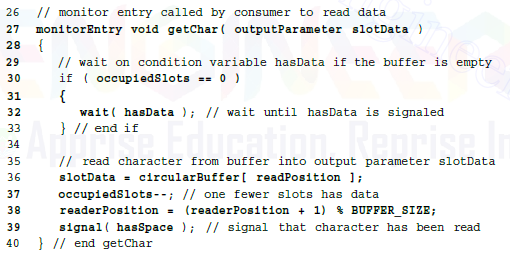 26 // monitor entry called by consumer to read data
27 monitorEntry void getChar( outputParameter slotData )
28 {
29 // wait on condition variable hasData if the buffer is empty
30 if ( occupiedSlots == 0 )
31 {
32 wait( hasData ); // wait until hasData is signaled
33 } // end if
34
35 // read character from buffer into output parameter slotData
36 slotData = circularBuffer[ readPosition ];
37 occupiedSlots--; // one fewer slots has data
38 readerPosition = (readerPosition + 1) % BUFFER_SIZE;
39 signal( hasSpace ); // signal that character has been read
40 } // end getChar